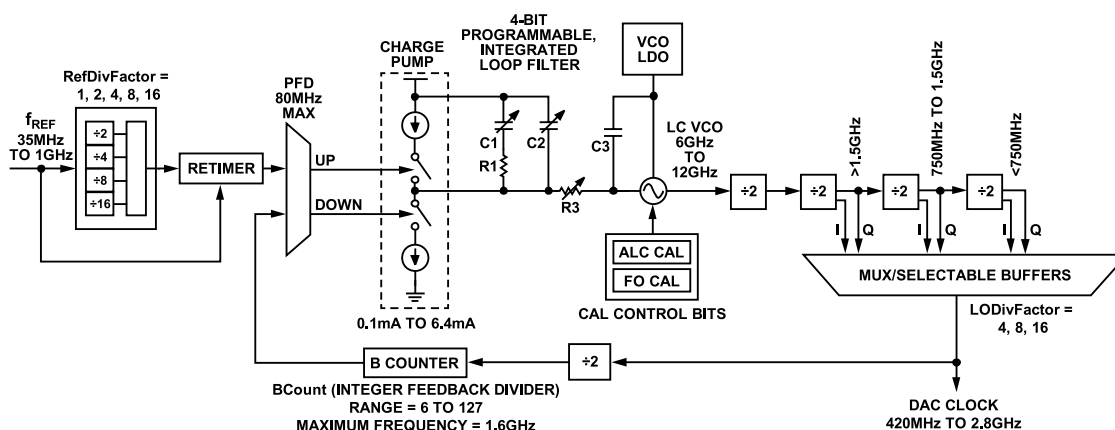 4-BIT
PROGRAMMABLE,
INTEGRATED
LOOP FILTER
VCO
LDO
CHARGE
PUMP
RefDivFactor =
1, 2, 4, 8, 16
PFD
80MHz
MAX
fREF
35MHz
TO 1GHz
÷2
÷4
÷8
÷16
RETIMER
UP
DOWN
C1
R1
C2
R3
C3
LC VCO
6GHz
TO
12GHz
÷2
÷2
>1.5GHz
÷2
750MHz TO 1.5GHz
÷2
<750MHz
I
Q
I
Q
I
Q
ALC CAL
FO CAL
CAL CONTROL BITS
MUX/SELECTABLE BUFFERS
LODivFactor =
4, 8, 16
0.1mA TO 6.4mA
B COUNTER
÷2
BCount (INTEGER FEEDBACK DIVIDER)
RANGE = 6 TO 127
MAXIMUM FREQUENCY = 1.6GHz
DAC CLOCK
420MHz TO 2.8GHz